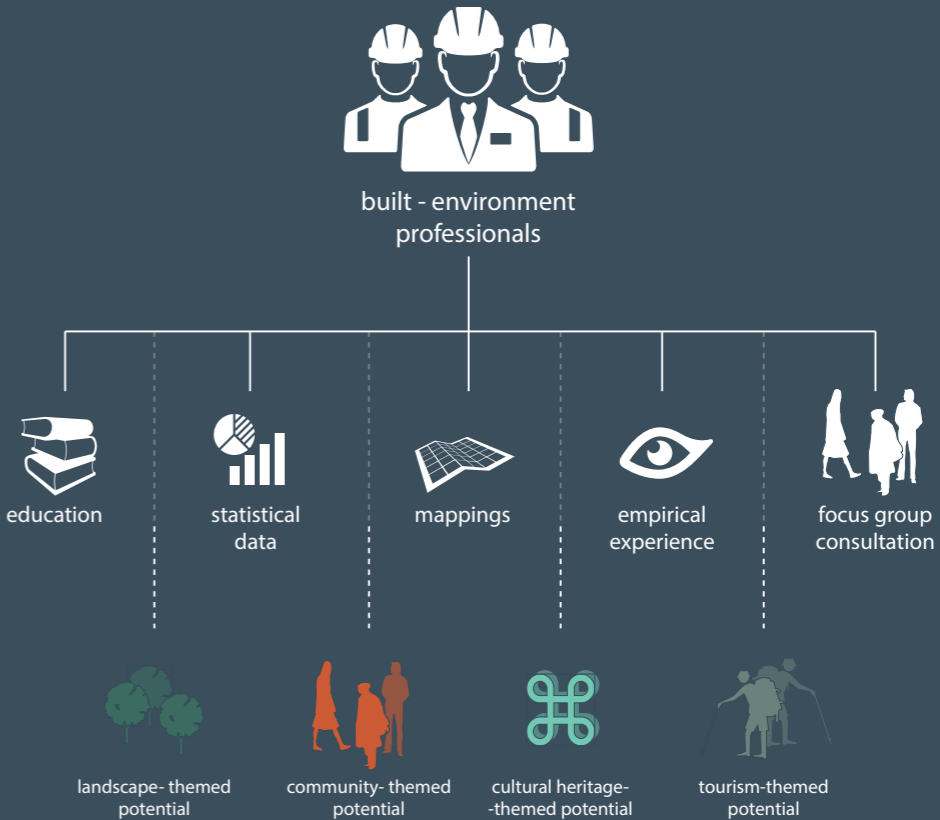 built - environment
professionals
education
statistical
data
mappings
empirical
experience
focus group
consultation
landscape- themed
potential
community- themed
potential
cultural heritage-
-themed potential
tourism-themed
potential